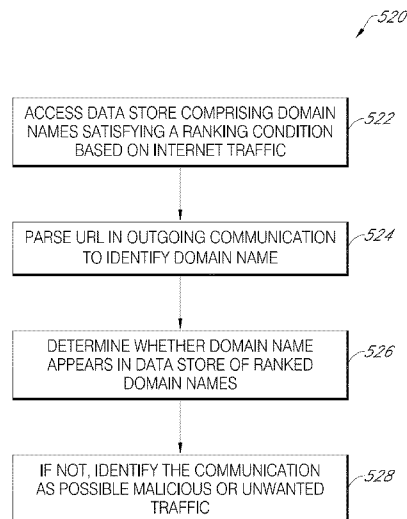 520
ACCESS DATA STORE COMPRISING DOMAIN
NAMES SATISFYING A RANKING CONDITION
BASED ON INTERNET TRAFFIC
522
PARSE URL IN OUTGOING COMMUNICATION
TO IDENTIFY DOMAIN NAME
524
DETERMINE WHETHER DOMAIN NAME
APPEARS IN DATA STORE OF RANKED
DOMAIN NAMES
526
IF NOT, IDENTIFY THE COMMUNICATION
AS POSSIBLE MALICIOUS OR UNWANTED
TRAFFIC
528